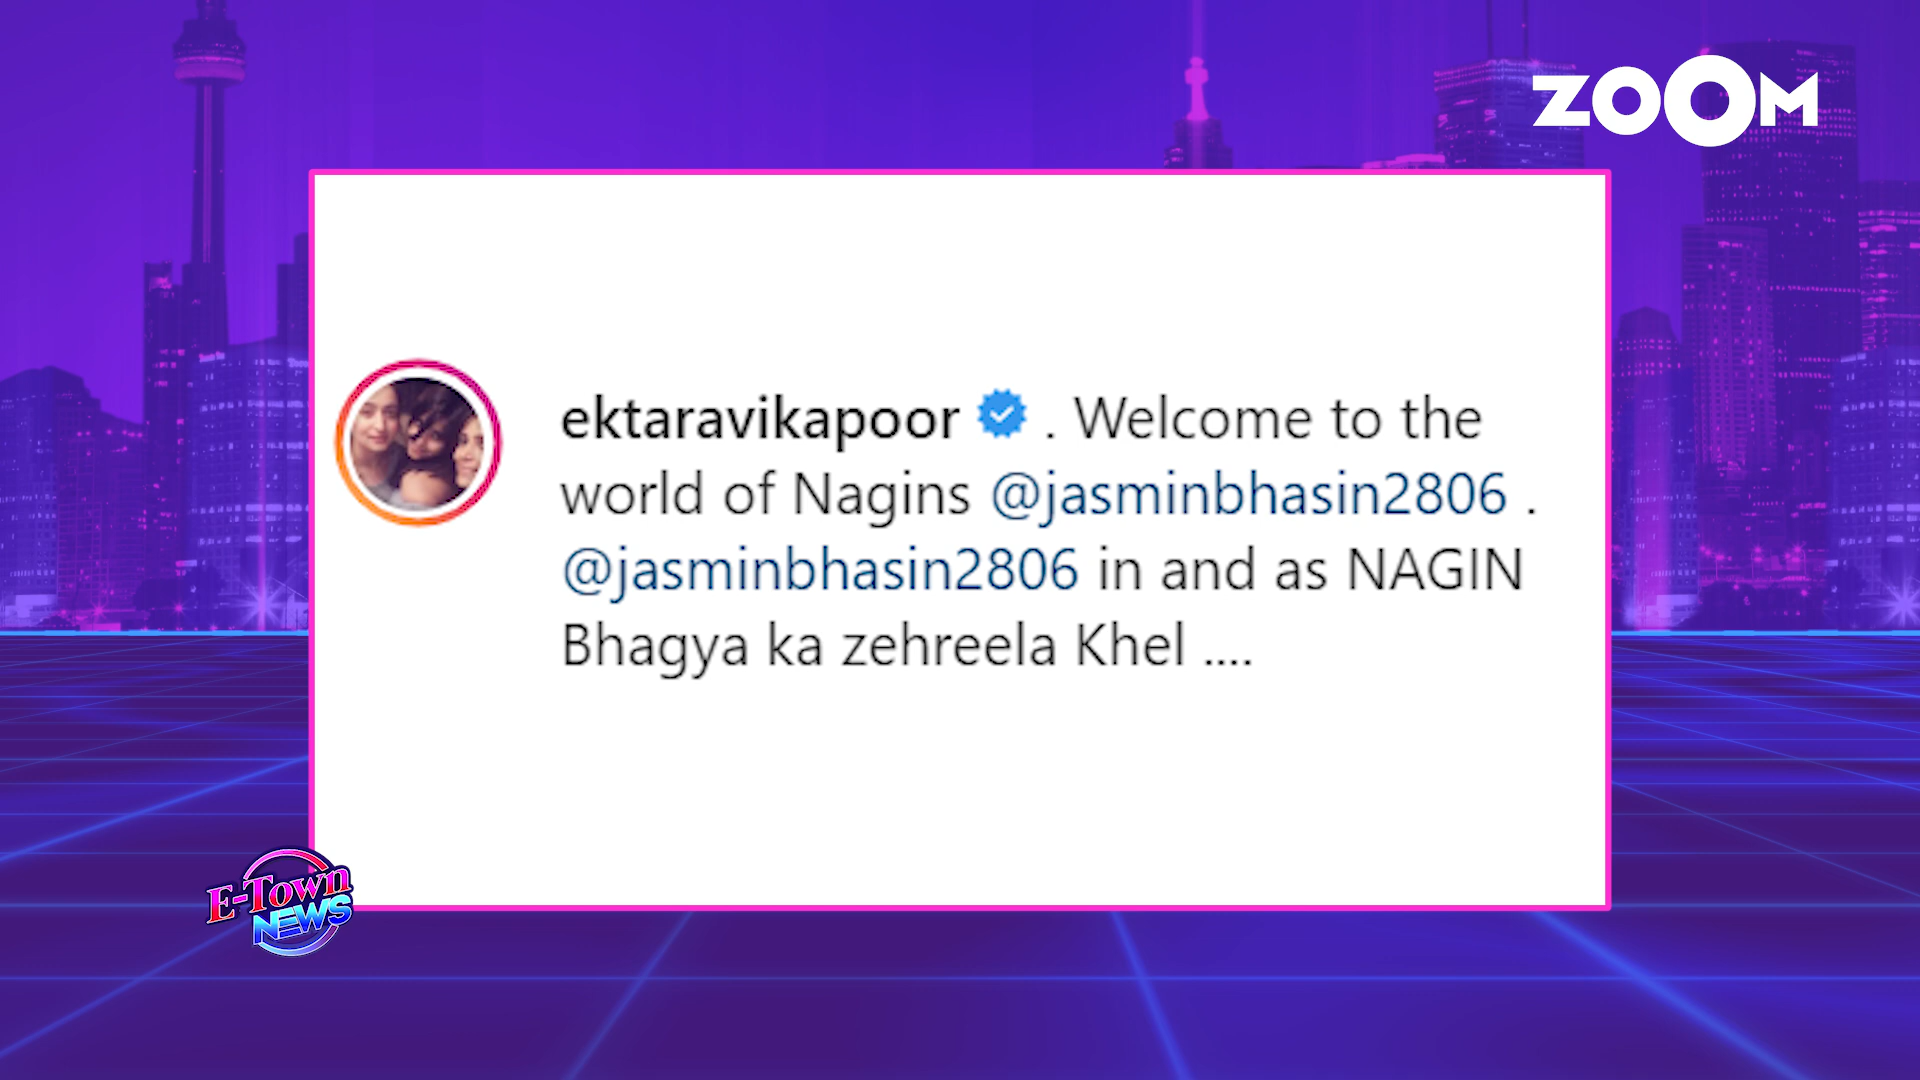 ZOOM
ektaravikapoor . Welcome to the
world of Nagins @jasminbhasin2806 .
@jasminbhasin2806 in and as NAGIN
Bhagya ka zehreela Khel ....
E-Town
NEWS